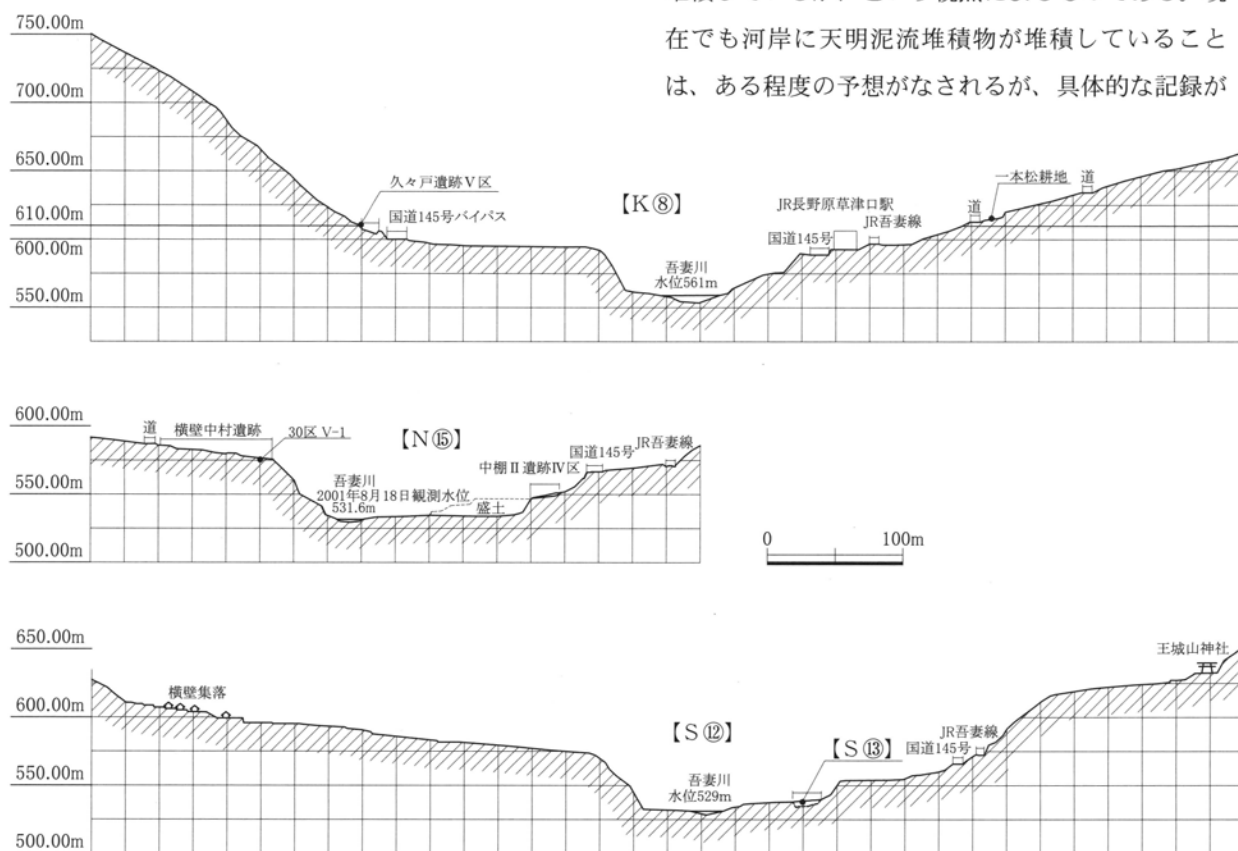 在でも河岸に天明泥流堆積物が堆積していること
は、ある程度の予想がなされるが、具体的な記録が
750.00m
700.00m
650.00m
610.00m
600.00m
550.00m
久々戸遺跡Ⅴ区
国道145号バイパス
【K⑧】
吾妻川
水位561m
JR長野原草津口駅
国道145号
JR吾妻線
道
一本松耕地
道
600.00m
550.00m
500.00m
道
横壁中村遺跡
30区 V-1
【N⑮】
吾妻川
2001年8月18日観測水位
531.6m
盛土
中棚Ⅱ遺跡Ⅳ区
国道145号
JR吾妻線
0
100m
650.00m
600.00m
550.00m
500.00m
横壁集落
【S⑫】
吾妻川
水位529m
【S⑬】
国道145号
JR吾妻線
王城山神社